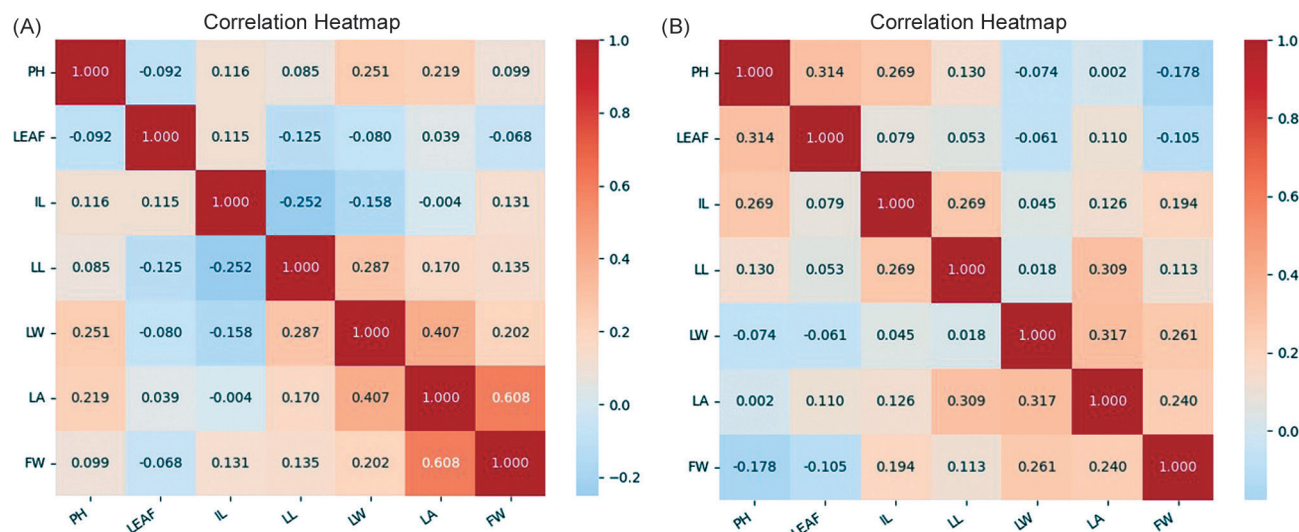 (A) Correlation Heatmap
PH 1.000 -0.092 0.116 0.085 0.251 0.219 0.099
LEAF -0.092 1.000 0.115 -0.125 -0.080 0.039 -0.068
IL 0.116 0.115 1.000 -0.252 -0.158 -0.004 0.131
LL 0.085 -0.125 -0.252 1.000 0.287 0.170 0.135
LW 0.251 -0.080 -0.158 0.287 1.000 0.407 0.202
LA 0.219 0.039 -0.004 0.170 0.407 1.000 0.608
FW 0.099 -0.068 0.131 0.135 0.202 0.608 1.000
PH LEAF IL LL LW LA FW
1.0
0.8
0.6
0.4
0.2
0.0
−0.2
(B) Correlation Heatmap
PH 1.000 0.314 0.269 0.130 -0.074 0.002 -0.178
LEAF 0.314 1.000 0.079 0.053 -0.061 0.110 -0.105
IL 0.269 0.079 1.000 0.269 0.045 0.126 0.194
LL 0.130 0.053 0.269 1.000 0.018 0.309 0.113
LW -0.074 -0.061 0.045 0.018 1.000 0.317 0.261
LA 0.002 0.110 0.126 0.309 0.317 1.000 0.240
FW -0.178 -0.105 0.194 0.113 0.261 0.240 1.000
PH LEAF IL LL LW LA FW
1.0
0.8
0.6
0.4
0.2
0.0